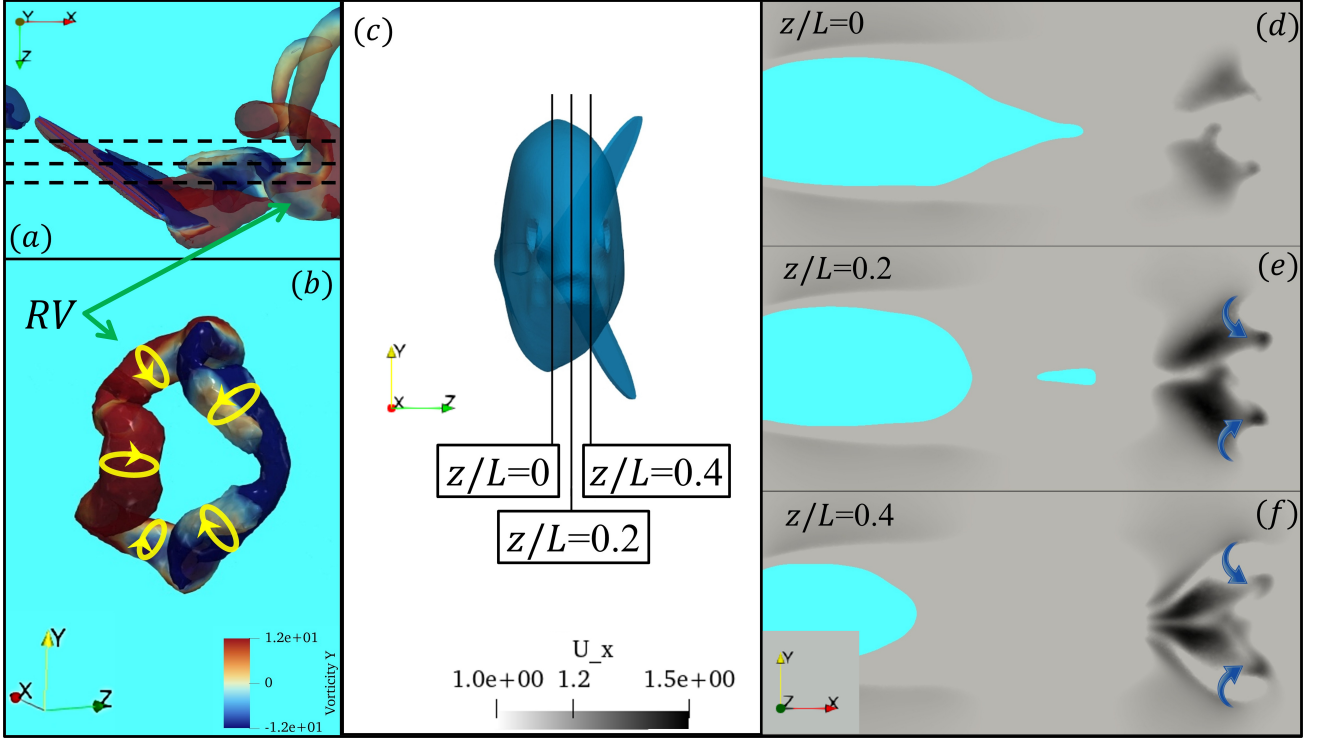 Y
X
Z
(a)
(b)
RV
Y
X
Z
1.2e+01
0
-1.2e+01
Vorticity Y
(c)
Y
X
Z
z/L=0
z/L=0.4
z/L=0.2
U_x
1.0e+00 1.2 1.5e+00
z/L=0
(d)
z/L=0.2
(e)
z/L=0.4
(f)
Y
Z
X